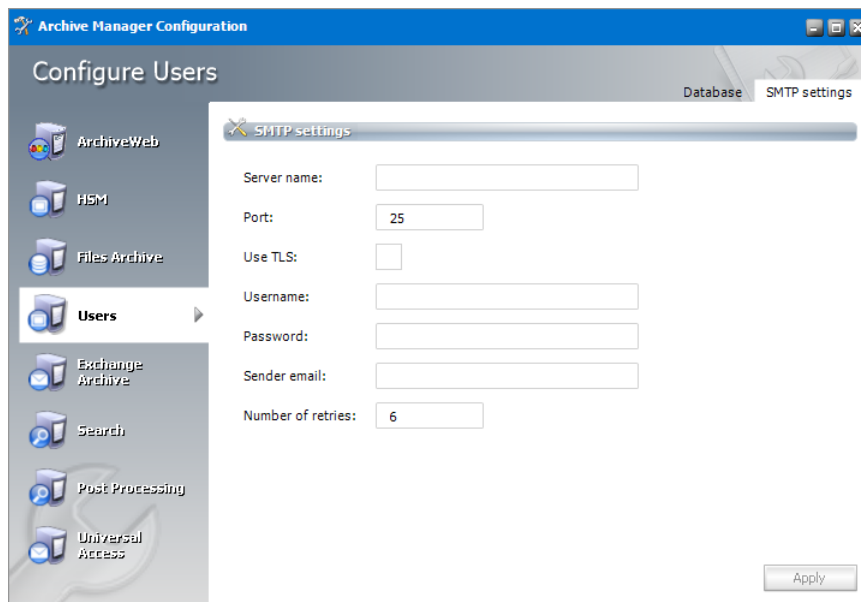 Archive Manager Configuration
Configure Users
Database SMTP settings
ArchiveWeb
HSM
Files Archive
Users
Exchange
Archive
Search
Post Processing
Universal
Access
SMTP settings
Server name:
Port: 25
Use TLS:
Username:
Password:
Sender email:
Number of retries: 6
Apply